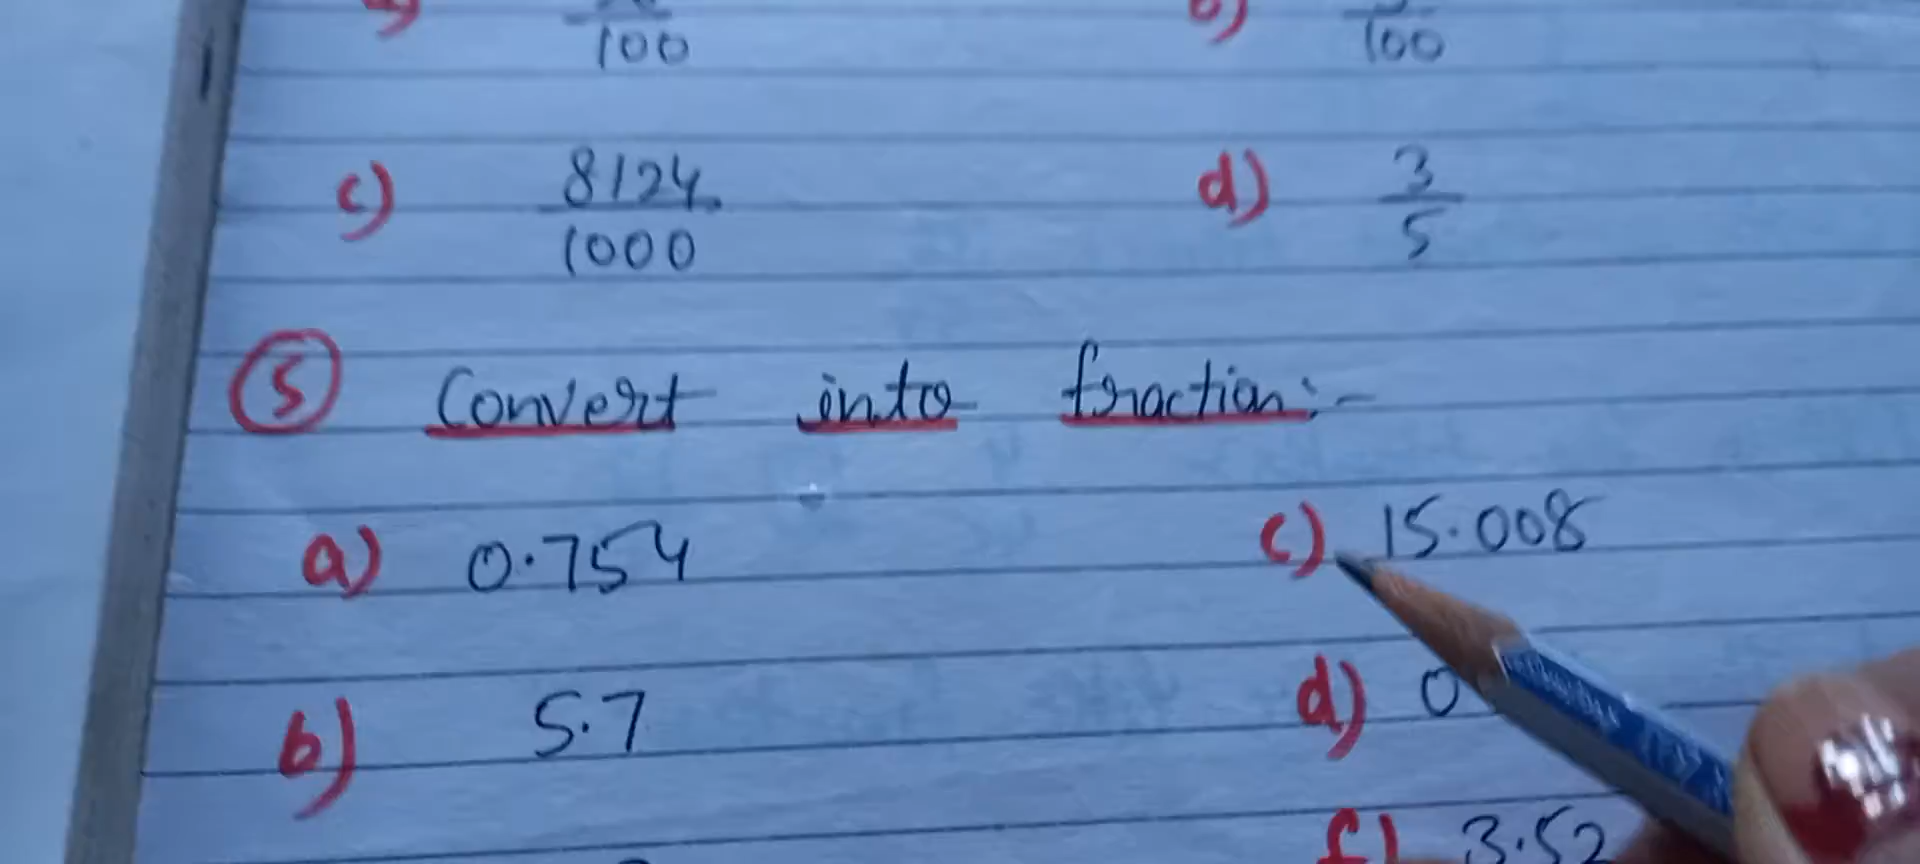 100 100
c) 8124 d) 3
1000 5
5 Convert into fraction:-
a) 0.754 c) 15.008
b) 5.7 d) 0
f) 3.52